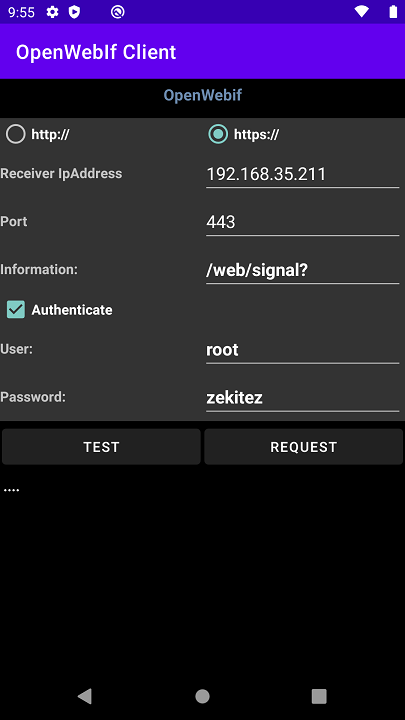 9:55
OpenWebIf Client
OpenWebif
http:// https://
Receiver IpAddress 192.168.35.211
Port 443
Information: /web/signal?
Authenticate
User: root
Password: zekitez
TEST REQUEST
....